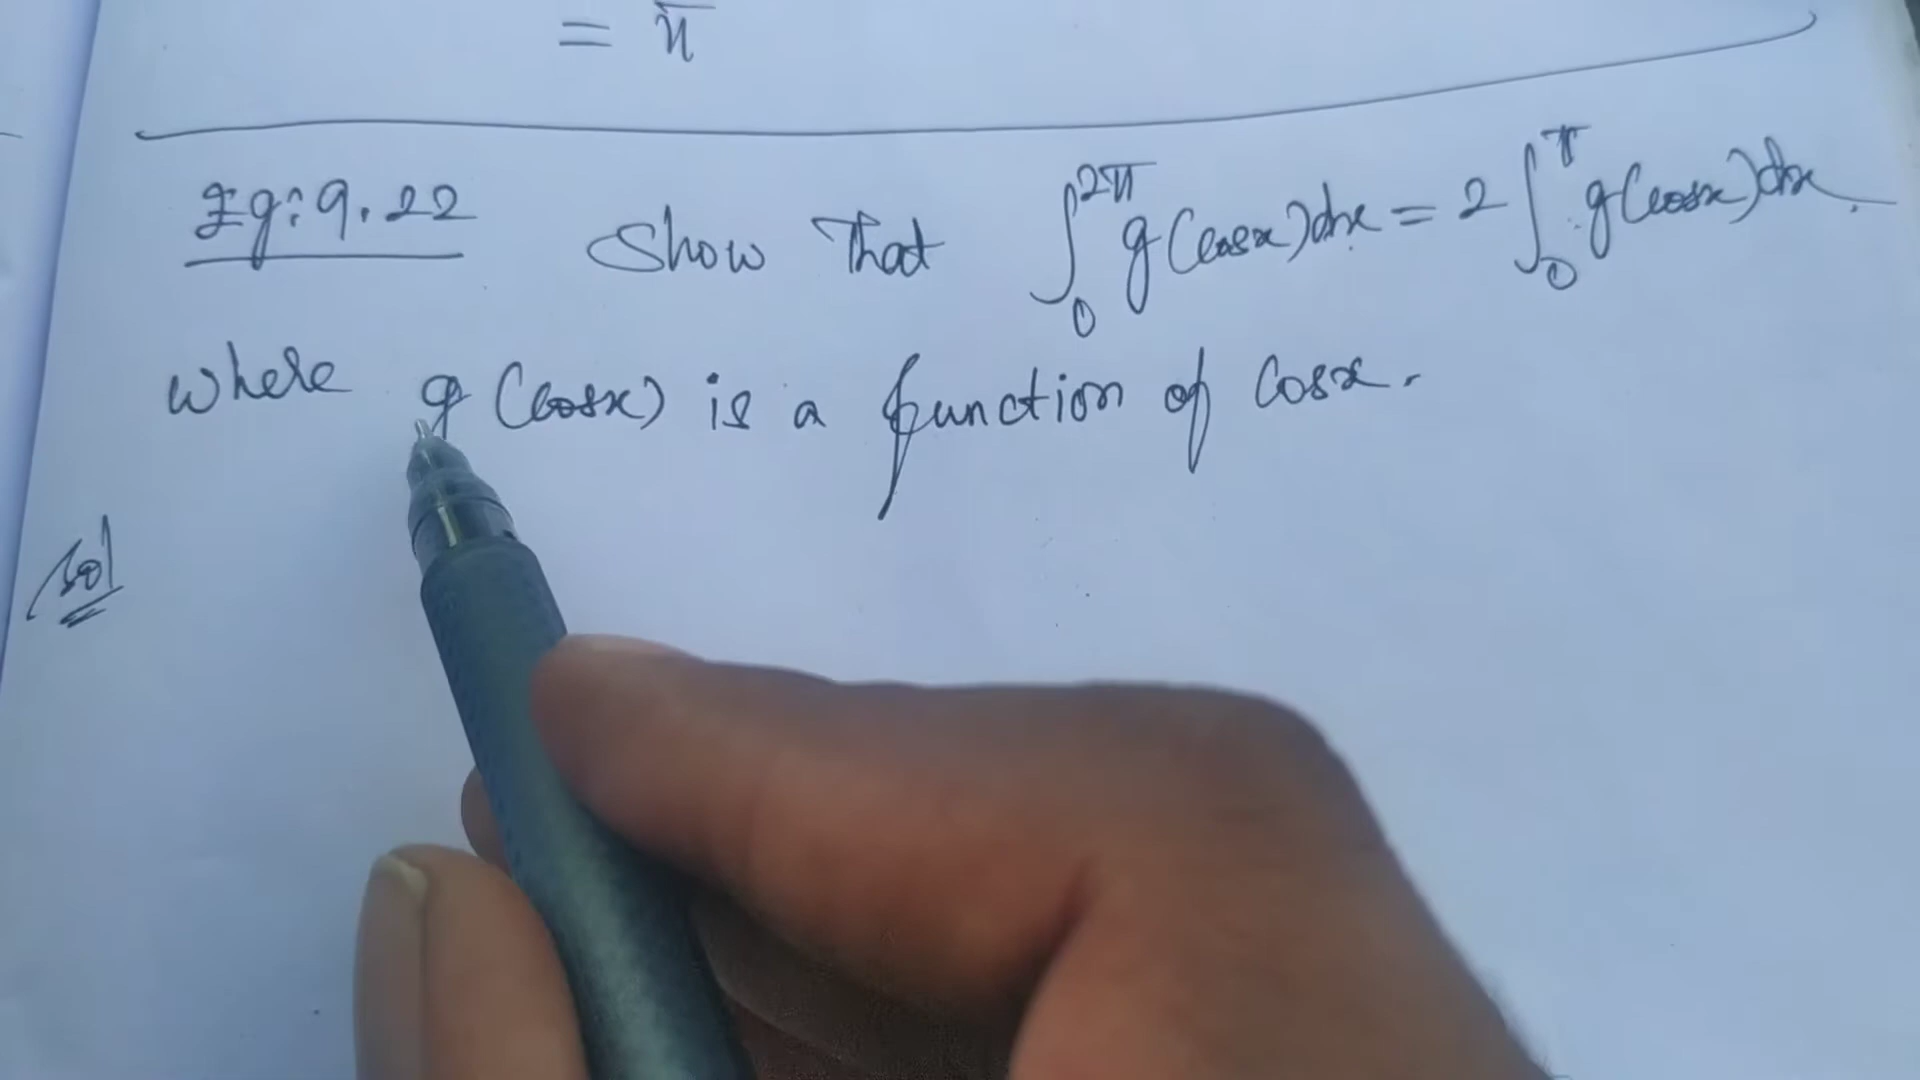 = π
Eg: 9.22 Show That ∫₀^2π g(cosx)dx = 2 ∫₀^π g(cosx)dx.
where g (cosx) is a function of Cosx.
Sol